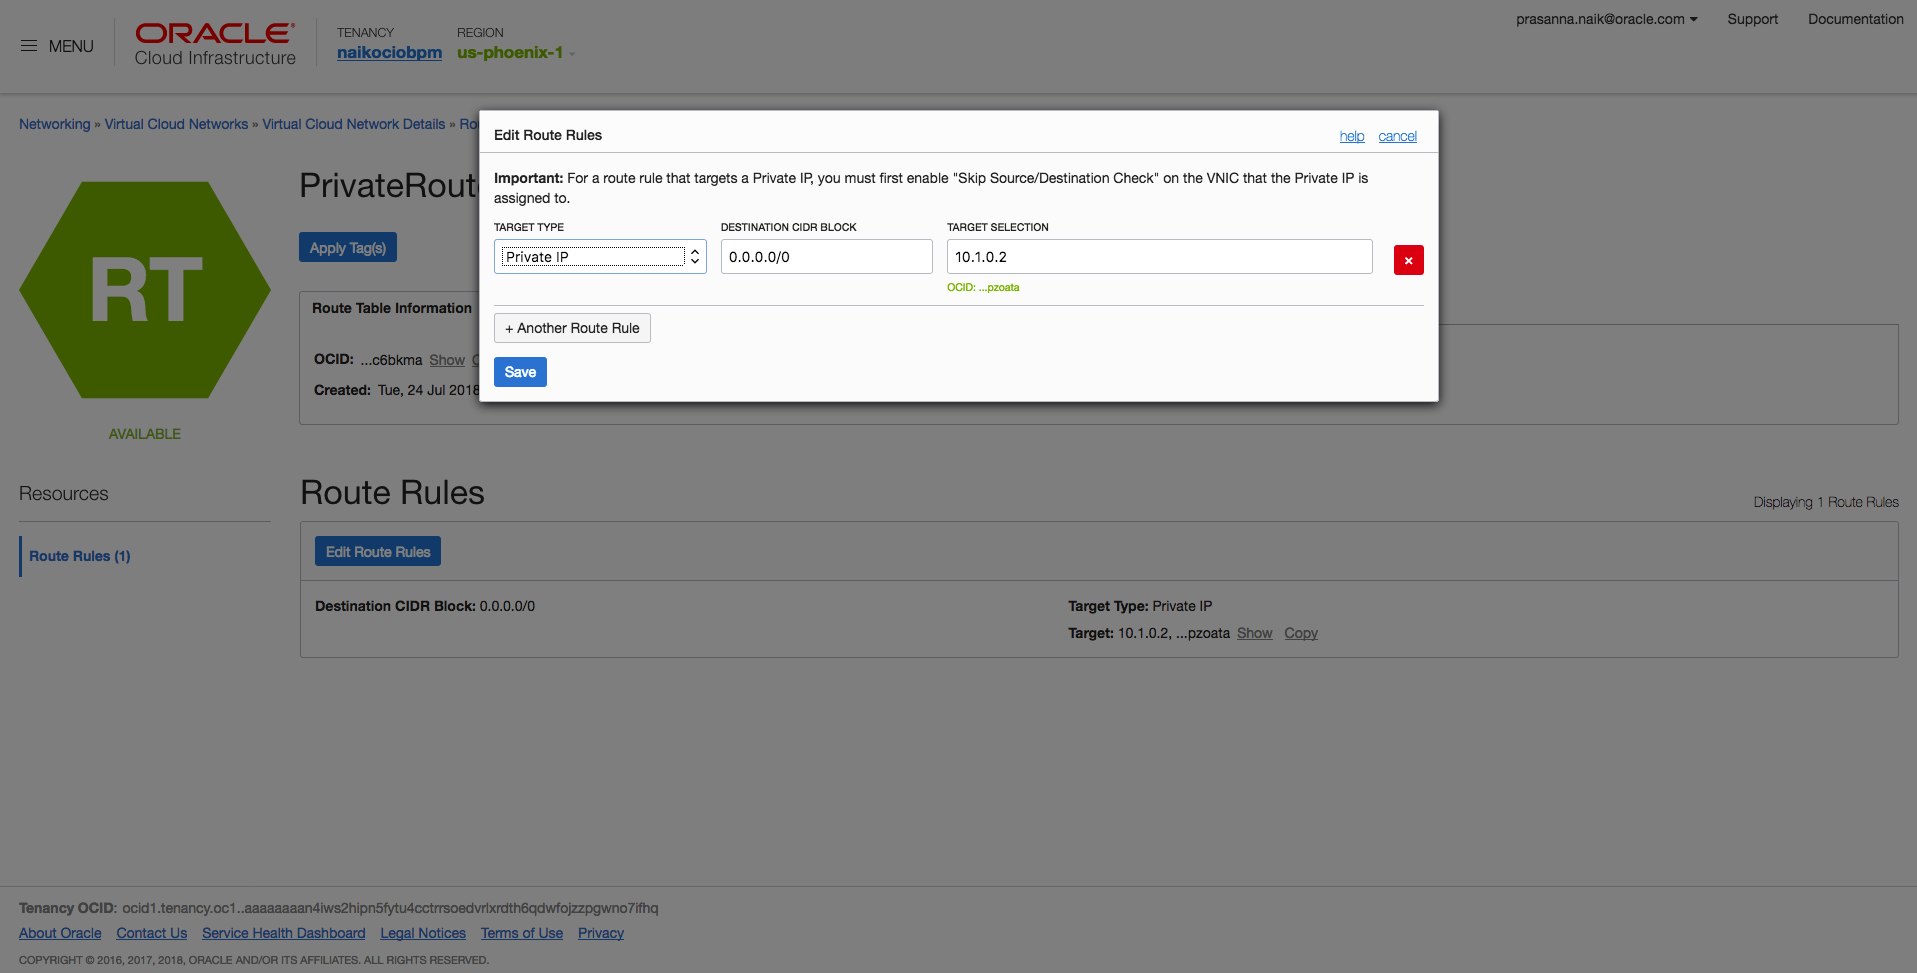 MENU
ORACLE
Cloud Infrastructure
TENANCY
naikociobpm
REGION
us-phoenix-1
prasanna.naik@oracle.com
Support
Documentation
Networking » Virtual Cloud Networks » Virtual Cloud Network Details »
RT
AVAILABLE
Apply Tag(s)
Route Table Information
OCID: ...c6bkma Show
Created: Tue, 24 Jul 2018
Edit Route Rules
help
cancel
Important: For a route rule that targets a Private IP, you must first enable "Skip Source/Destination Check" on the VNIC that the Private IP is
assigned to.
TARGET TYPE
DESTINATION CIDR BLOCK
TARGET SELECTION
Private IP
0.0.0.0/0
10.1.0.2
×
OCID: ...pzoata
+ Another Route Rule
Save
Resources
Route Rules (1)
Route Rules
Displaying 1 Route Rules
Edit Route Rules
Destination CIDR Block: 0.0.0.0/0
Target Type: Private IP
Target: 10.1.0.2, ...pzoata Show Copy
Tenancy OCID: ocid1.tenancy.oc1..aaaaaaaan4iws2hipn5fytu4cctrrsoedvrlxrdth6qdwfojzzpgwno7ifhq
About Oracle Contact Us Service Health Dashboard Legal Notices Terms of Use Privacy
COPYRIGHT © 2016, 2017, 2018, ORACLE AND/OR ITS AFFILIATES. ALL RIGHTS RESERVED.